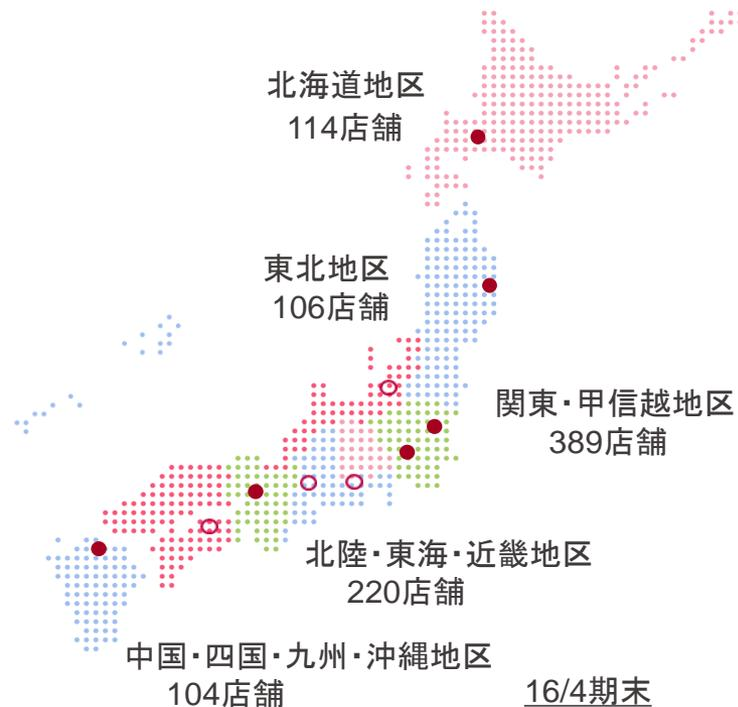 北海道地区
114店舗
東北地区
106店舗
関東・甲信越地区
389店舗
北陸・東海・近畿地区
220店舗
中国・四国・九州・沖縄地区
104店舗
16/4期末